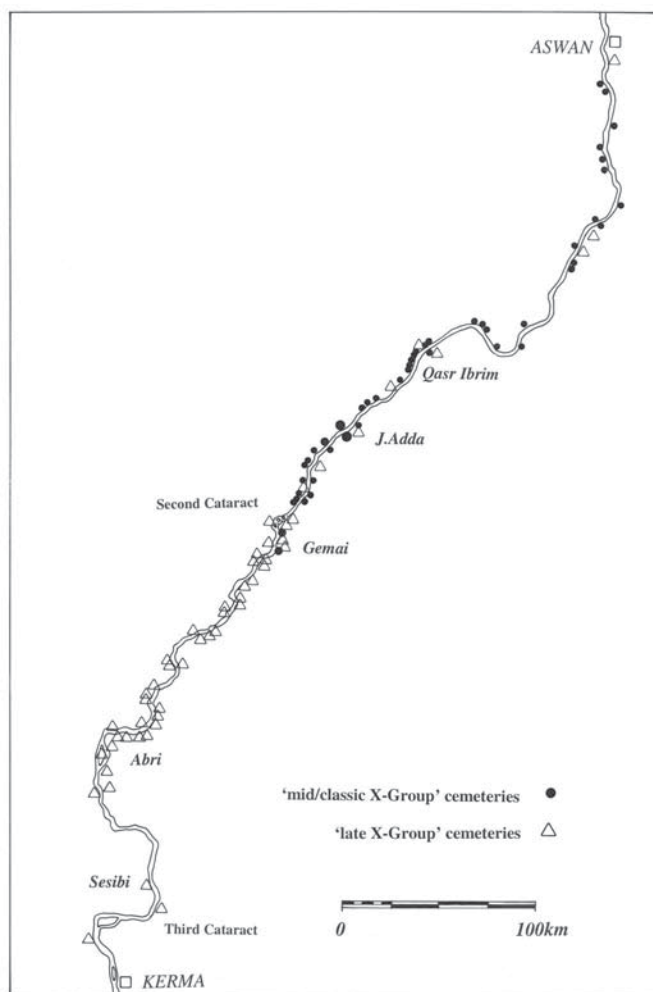 ASWAN
Qasr Ibrim
J.Adda
Second Cataract
Gemai
Abri
'mid/classic X-Group' cemeteries
'late X-Group' cemeteries
Sesibi
Third Cataract
0 100km
KERMA